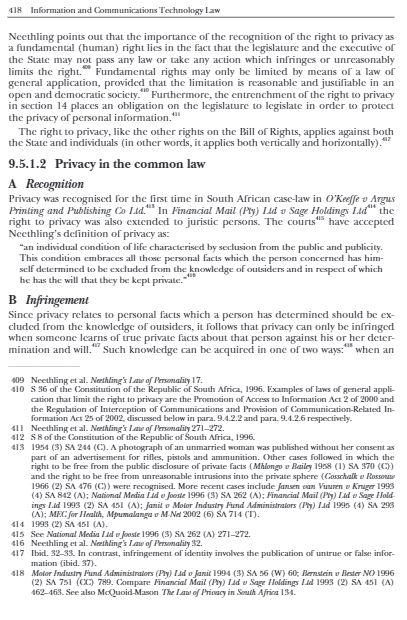 418 Information and Communications Technology Law
Neethling points out that the importance of the recognition of the right to privacy as
a fundamental (human) right lies in the fact that the legislature and the executive of
the State may not pass any law or take any action which infringes or unreasonably
limits the right.409 Fundamental rights may only be limited by means of a law of
general application, provided that the limitation is reasonable and justifiable in an
open and democratic society.410 Furthermore, the entrenchment of the right to privacy
in section 14 places an obligation on the legislature to legislate in order to protect
the privacy of personal information.411
The right to privacy, like the other rights on the Bill of Rights, applies against both
the State and individuals (in other words, it applies both vertically and horizontally).412
9.5.1.2 Privacy in the common law
A Recognition
Privacy was recognised for the first time in South African case-law in O'Keeffe v Argus
Printing and Publishing Co Ltd.413 In Financial Mail (Pty) Ltd v Sage Holdings Ltd414 the
right to privacy was also extended to juristic persons. The courts415 have accepted
Neethling's definition of privacy as:
"an individual condition of life characterised by seclusion from the public and publicity.
This condition embraces all those personal facts which the person concerned has him-
self determined to be excluded from the knowledge of outsiders and in respect of which
he has the will that they be kept private."416
B Infringement
Since privacy relates to personal facts which a person has determined should be ex-
cluded from the knowledge of outsiders, it follows that privacy can only be infringed
when someone learns of true private facts about that person against his or her deter-
mination and will.417 Such knowledge can be acquired in one of two ways:418 when an
409 Neethling et al. Neethling's Law of Personality 17.
410 S 36 of the Constitution of the Republic of South Africa, 1996. Examples of laws of general appli-
cation that limit the right to privacy are the Promotion of Access to Information Act 2 of 2000 and
the Regulation of Interception of Communications and Provision of Communication-Related In-
formation Act 25 of 2002, discussed below in para. 9.4.2.2 and para. 9.4.2.6 respectively.
411 Neethling et al. Neethling's Law of Personality 271–272.
412 S 8 of the Constitution of the Republic of South Africa, 1996.
413 1954 (3) SA 244 (C). A photograph of an unmarried woman was published without her consent as
part of an advertisement for rifles, pistols and ammunition. Other cases followed in which the
right to be free from the public disclosure of private facts (Mhlongo v Bailey 1958 (1) SA 370 (C))
and the right to be free from unreasonable intrusions into the private sphere (Gosschalk v Rossouw
1966 (2) SA 476 (C)) were recognised. More recent cases include Jansen van Vuuren v Kruger 1993
(4) SA 842 (A); National Media Ltd v Jooste 1996 (3) SA 262 (A); Financial Mail (Pty) Ltd v Sage Hold-
ings Ltd 1993 (2) SA 451 (A); Janit v Motor Industry Fund Administrators (Pty) Ltd 1995 (4) SA 293
(A); MEC for Health, Mpumalanga v M-Net 2002 (6) SA 714 (T).
414 1993 (2) SA 451 (A).
415 See National Media Ltd v Jooste 1996 (3) SA 262 (A) 271–272.
416 Neethling et al. Neethling's Law of Personality 32.
417 Ibid. 32–33. In contrast, infringement of identity involves the publication of untrue or false infor-
mation (ibid. 37).
418 Motor Industry Fund Administrators (Pty) Ltd v Janit 1994 (3) SA 56 (W) 60; Bernstein v Bester NO 1996
(2) SA 751 (CC) 789. Compare Financial Mail (Pty) Ltd v Sage Holdings Ltd 1993 (2) SA 451 (A)
462–463. See also McQuoid-Mason The Law of Privacy in South Africa 134.